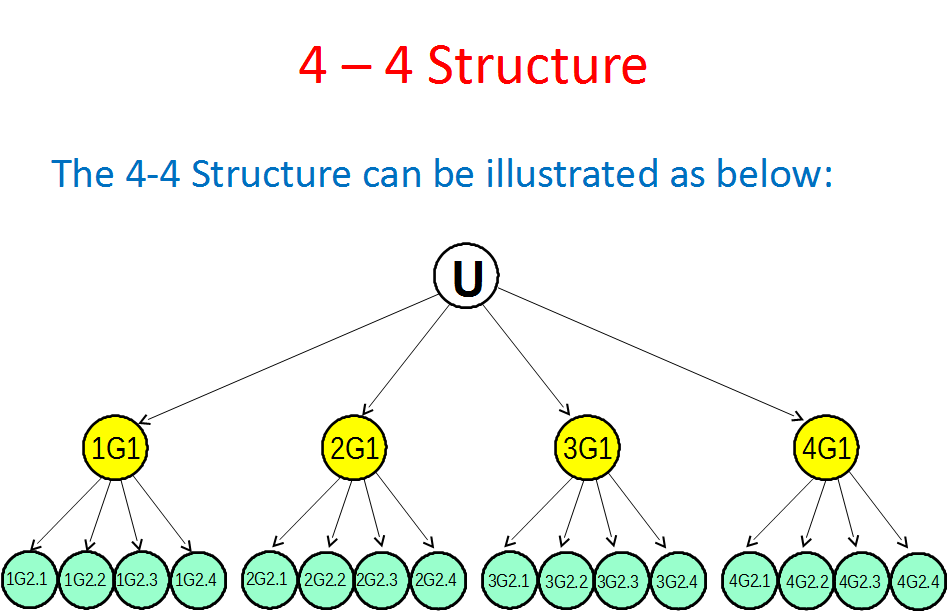 4 – 4 Structure
The 4-4 Structure can be illustrated as below:
U
1G1 2G1 3G1 4G1
1G2.1 1G2.2 1G2.3 1G2.4 2G2.1 2G2.2 2G2.3 2G2.4 3G2.1 3G2.2 3G2.3 3G2.4 4G2.1 4G2.2 4G2.3 4G2.4